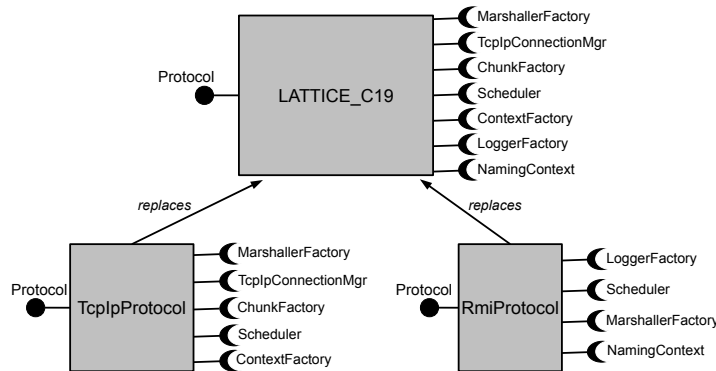 MarshallerFactory
TcpIpConnectionMgr
ChunkFactory
Protocol
Scheduler
LATTICE_C19
ContextFactory
LoggerFactory
NamingContext
replaces
replaces
MarshallerFactory
TcpIpConnectionMgr
Protocol
ChunkFactory
TcpIpProtocol
Scheduler
ContextFactory
LoggerFactory
Protocol
Scheduler
RmiProtocol
MarshallerFactory
NamingContext